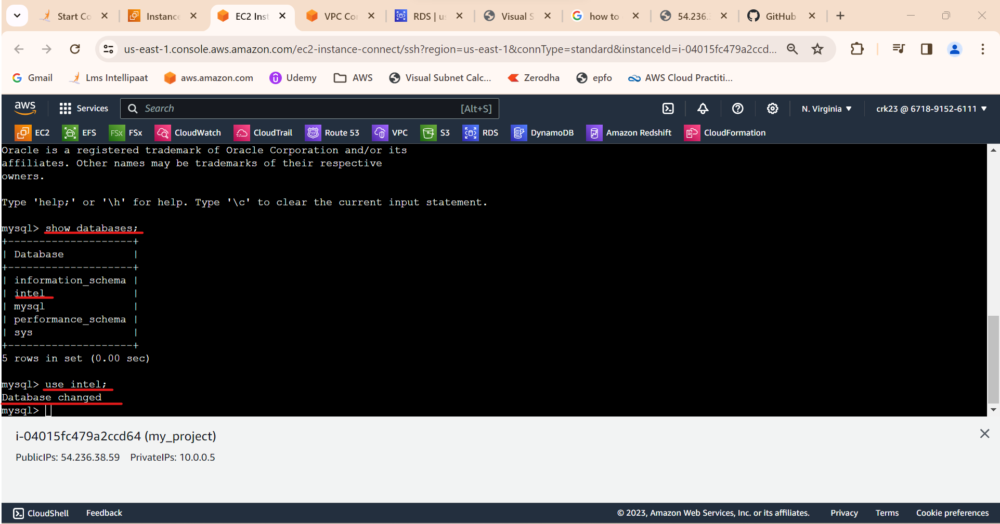 Start Co
Instance
EC2 Inst
VPC Cor
RDS | us
Visual S
how to
54.236.3
GitHub
us-east-1.console.aws.amazon.com/ec2-instance-connect/ssh?region=us-east-1&connType=standard&instanceId=i-04015fc479a2ccd...
Gmail
Lms Intellipaat
aws.amazon.com
Udemy
AWS
Visual Subnet Calc...
Zerodha
epfo
AWS Cloud Practiti...
aws
Services
Search
[Alt+S]
N. Virginia
crk23 @ 6718-9152-6111
EC2
EFS
FSx
FSx
CloudWatch
CloudTrail
Route 53
VPC
S3
RDS
DynamoDB
Amazon Redshift
CloudFormation
Oracle is a registered trademark of Oracle Corporation and/or its
affiliates. Other names may be trademarks of their respective
owners.
Type 'help;' or '\h' for help. Type '\c' to clear the current input statement.
mysql> show databases;
+--------------------+
| Database           |
+--------------------+
| information_schema |
| intel              |
| mysql              |
| performance_schema |
| sys                |
+--------------------+
5 rows in set (0.00 sec)
mysql> use intel;
Database changed
mysql>
i-04015fc479a2ccd64 (my_project)
PublicIPs: 54.236.38.59 PrivateIPs: 10.0.0.5
CloudShell
Feedback
© 2023, Amazon Web Services, Inc. or its affiliates.
Privacy
Terms
Cookie preferences